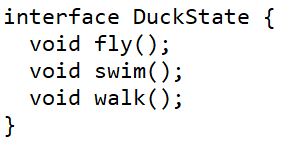 interface DuckState {
  void fly();
  void swim();
  void walk();
}